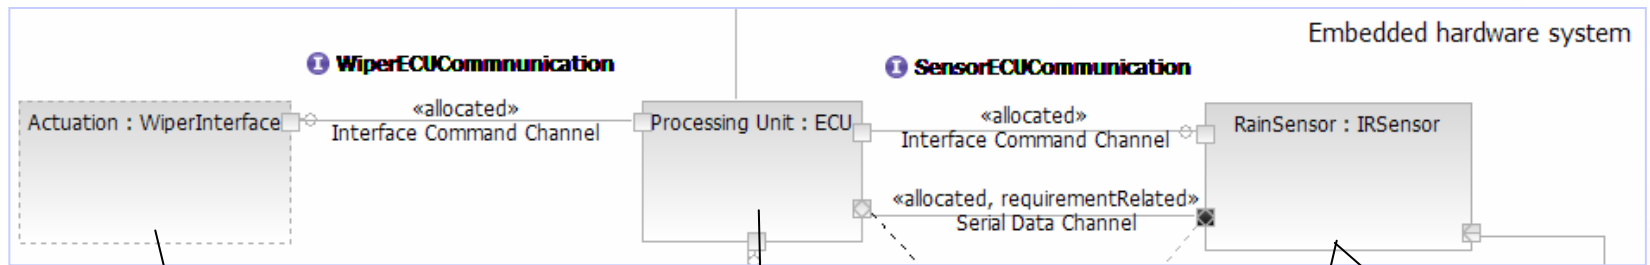 Embedded hardware system
I WiperECUCommnunication
I SensorECUCommunication
Actuation : WiperInterface
«allocated»
Interface Command Channel
Processing Unit : ECU
«allocated»
Interface Command Channel
RainSensor : IRSensor
«allocated, requirementRelated»
Serial Data Channel